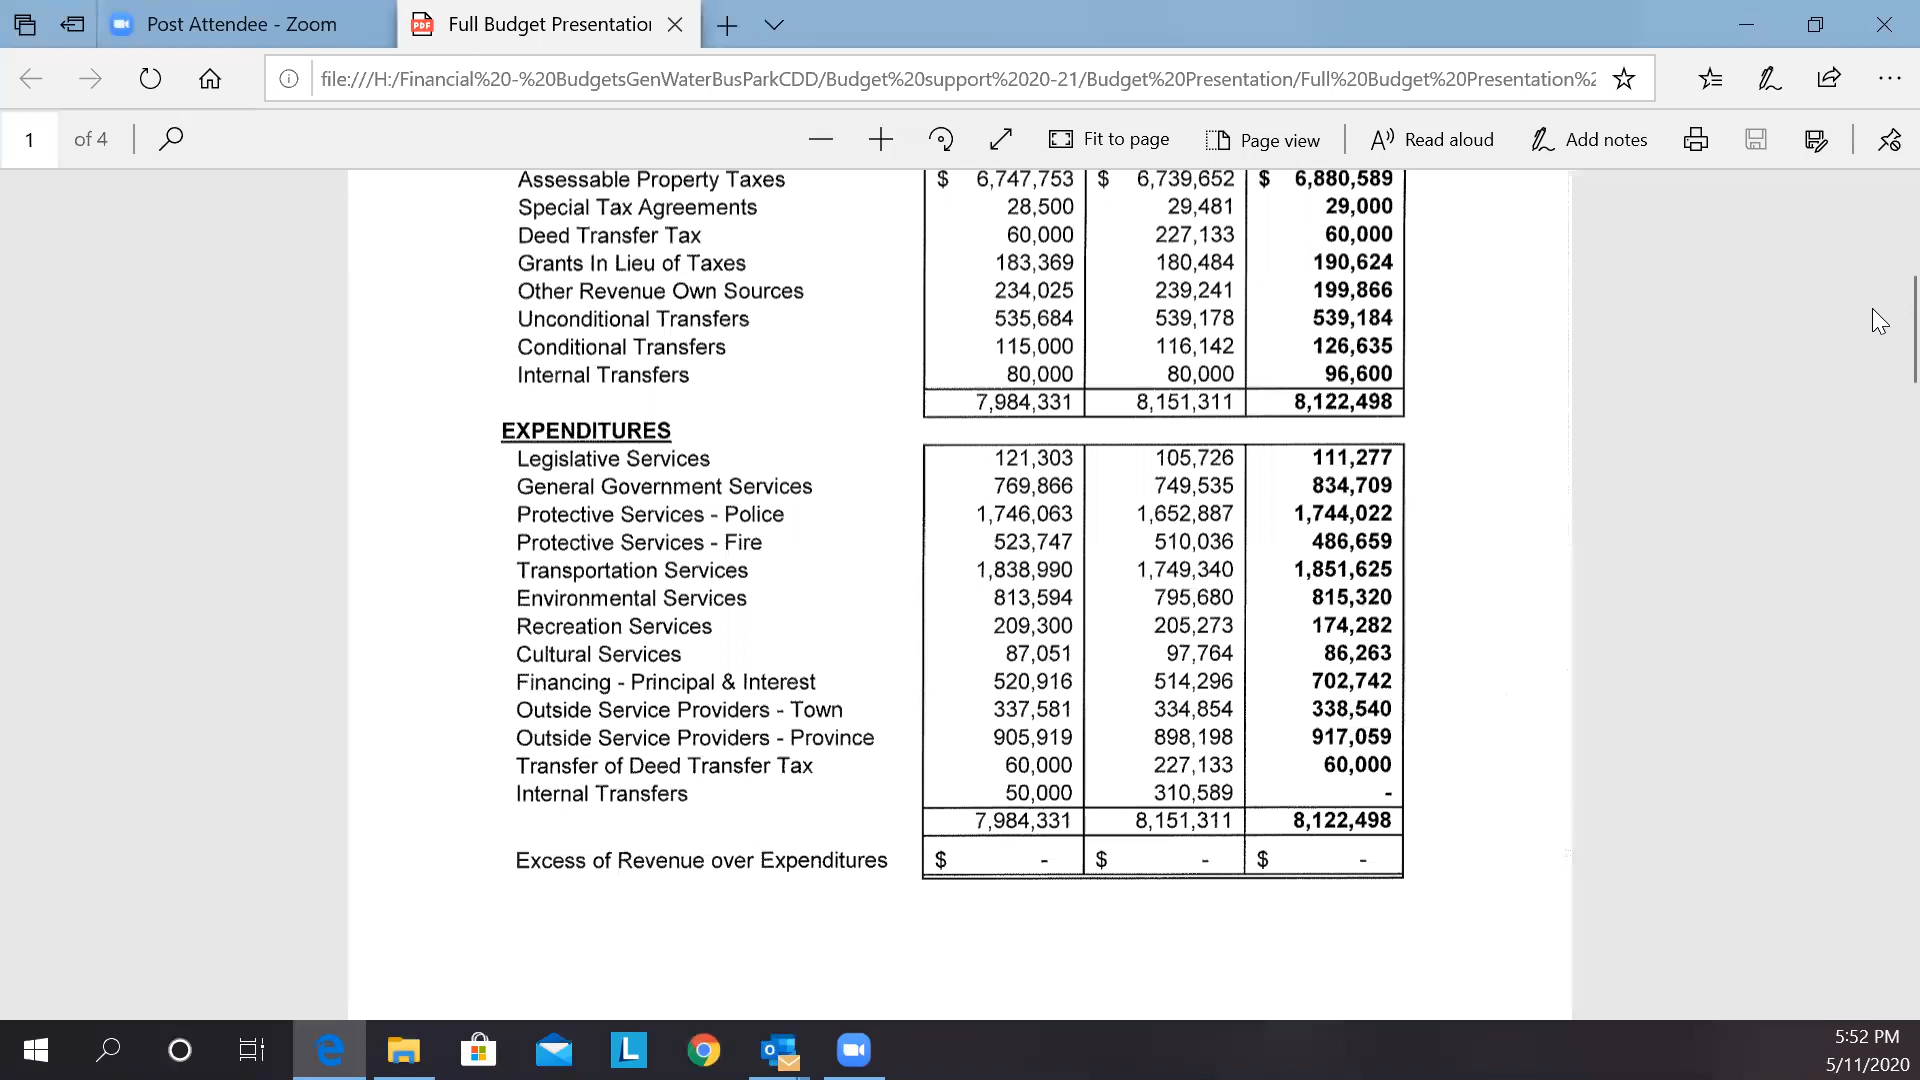 Post Attendee - Zoom
Full Budget Presentation
file:///H:/Financial%20-%20BudgetsGenWaterBusParkCDD/Budget%20support%2020-21/Budget%20Presentation/Full%20Budget%20Presentation%2
1 of 4 Fit to page Page view Read aloud Add notes
Assessable Property Taxes $ 6,747,753 $ 6,739,652 $ 6,880,589
Special Tax Agreements 28,500 29,481 29,000
Deed Transfer Tax 60,000 227,133 60,000
Grants In Lieu of Taxes 183,369 180,484 190,624
Other Revenue Own Sources 234,025 239,241 199,866
Unconditional Transfers 535,684 539,178 539,184
Conditional Transfers 115,000 116,142 126,635
Internal Transfers 80,000 80,000 96,600
7,984,331 8,151,311 8,122,498
EXPENDITURES
Legislative Services 121,303 105,726 111,277
General Government Services 769,866 749,535 834,709
Protective Services - Police 1,746,063 1,652,887 1,744,022
Protective Services - Fire 523,747 510,036 486,659
Transportation Services 1,838,990 1,749,340 1,851,625
Environmental Services 813,594 795,680 815,320
Recreation Services 209,300 205,273 174,282
Cultural Services 87,051 97,764 86,263
Financing - Principal & Interest 520,916 514,296 702,742
Outside Service Providers - Town 337,581 334,854 338,540
Outside Service Providers - Province 905,919 898,198 917,059
Transfer of Deed Transfer Tax 60,000 227,133 60,000
Internal Transfers 50,000 310,589 -
7,984,331 8,151,311 8,122,498
Excess of Revenue over Expenditures $ - $ - $ -
5:52 PM
5/11/2020